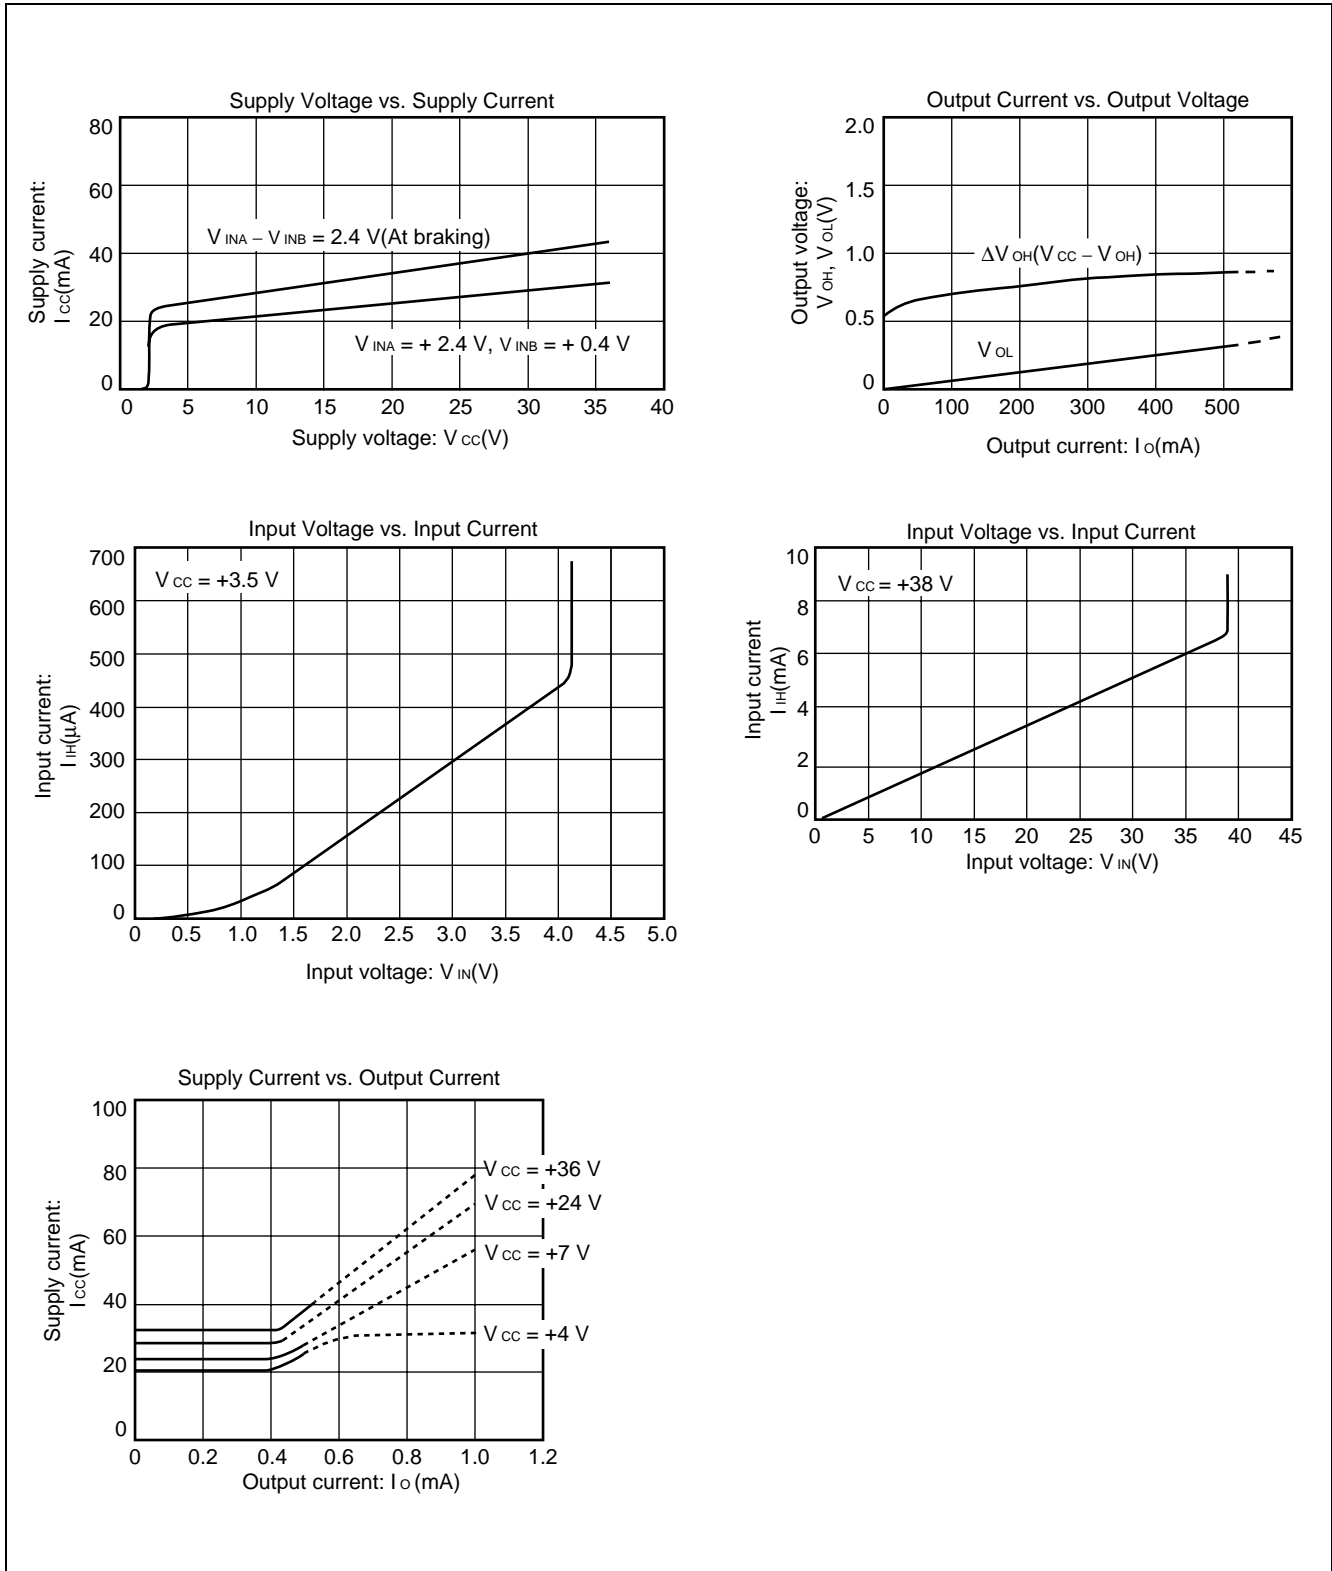 Supply Voltage vs. Supply Current
Supply current:
I CC(mA)
80
60
40
20
0
V INA – V INB = 2.4 V(At braking)
V INA = + 2.4 V, V INB = + 0.4 V
0 5 10 15 20 25 30 35 40
Supply voltage: V CC(V)
Output Current vs. Output Voltage
Output voltage:
V OH, V OL(V)
2.0
1.5
1.0
0.5
0
ΔV OH(V CC – V OH)
V OL
0 100 200 300 400 500
Output current: I O(mA)
Input Voltage vs. Input Current
Input current:
I IH(μA)
700
600
500
400
300
200
100
0
V CC = +3.5 V
0 0.5 1.0 1.5 2.0 2.5 3.0 3.5 4.0 4.5 5.0
Input voltage: V IN(V)
Input Voltage vs. Input Current
Input current
I IH(mA)
10
8
6
4
2
0
V CC = +38 V
0 5 10 15 20 25 30 35 40 45
Input voltage: V IN(V)
Supply Current vs. Output Current
Supply current:
I CC(mA)
100
80
60
40
20
0
V CC = +36 V
V CC = +24 V
V CC = +7 V
V CC = +4 V
0 0.2 0.4 0.6 0.8 1.0 1.2
Output current: I O (mA)